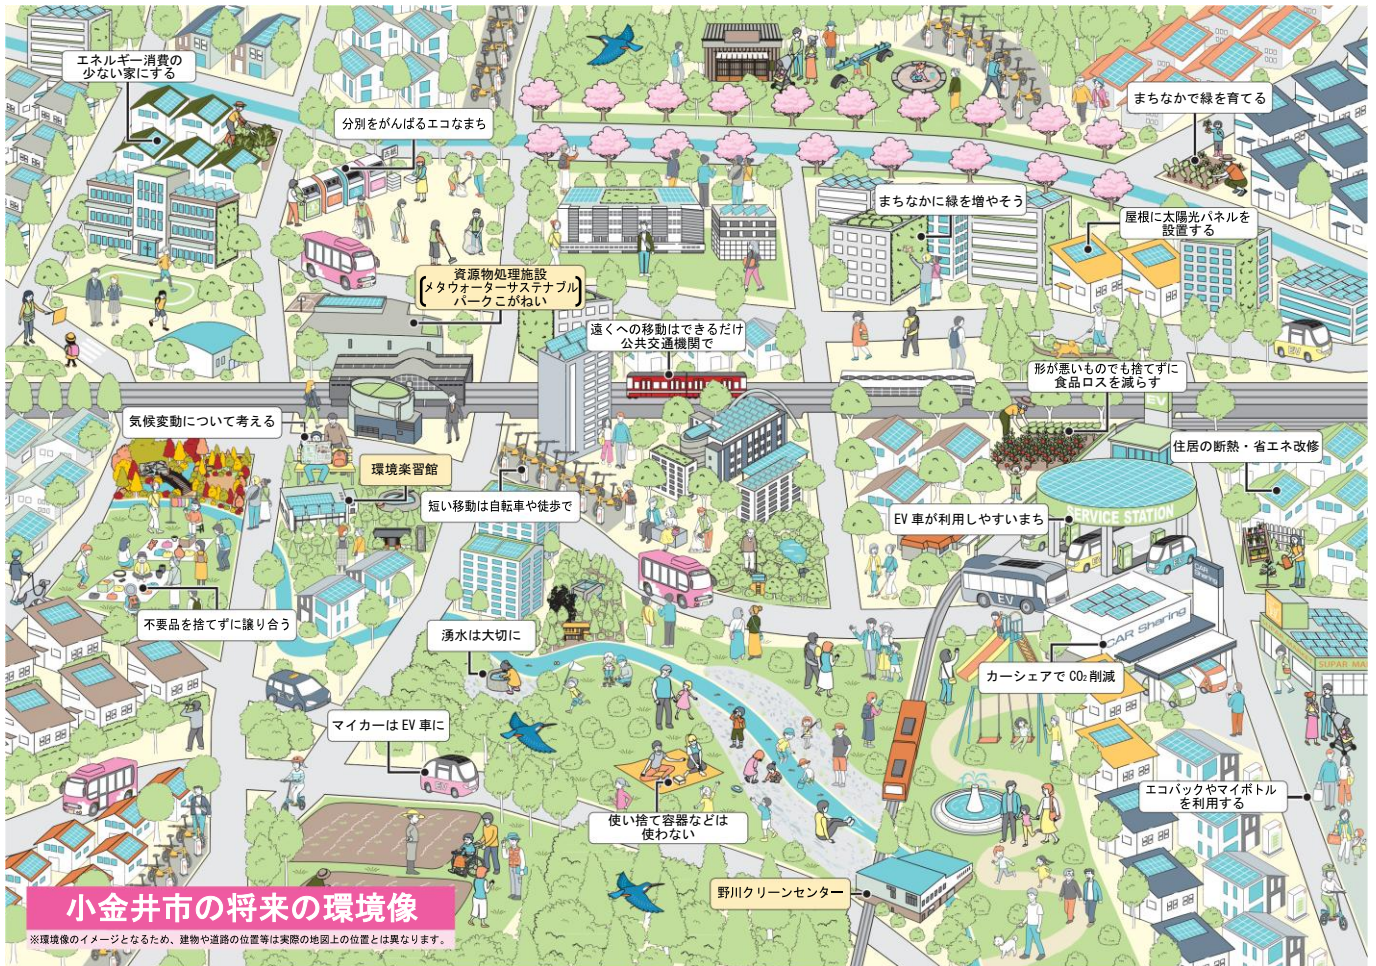 エネルギー消費の
少ない家にする
分別をがんばるエコなまち
まちなかで緑を育てる
まちなかに緑を増やそう
屋根に太陽光パネルを
設置する
資源物処理施設
メタウォーターサステナブル
パークこがねい
遠くへの移動はできるだけ
公共交通機関で
形が悪いものでも捨てずに
食品ロスを減らす
EV
EV
気候変動について考える
住居の断熱・省エネ改修
環境楽習館
短い移動は自転車や徒歩で
EV車が利用しやすいまち
SERVICE STATION
EV
EV
EV
CAR
Sharing
不要品を捨てずに譲り合う
湧水は大切に
CAR Sharing
カーシェアでCO₂削減
SUPAR MA
マイカーはEV車に
EV
エコバックやマイボトル
を利用する
使い捨て容器などは
使わない
野川クリーンセンター
小金井市の将来の環境像
※環境像のイメージとなるため、建物や道路の位置等は実際の地図上の位置とは異なります。